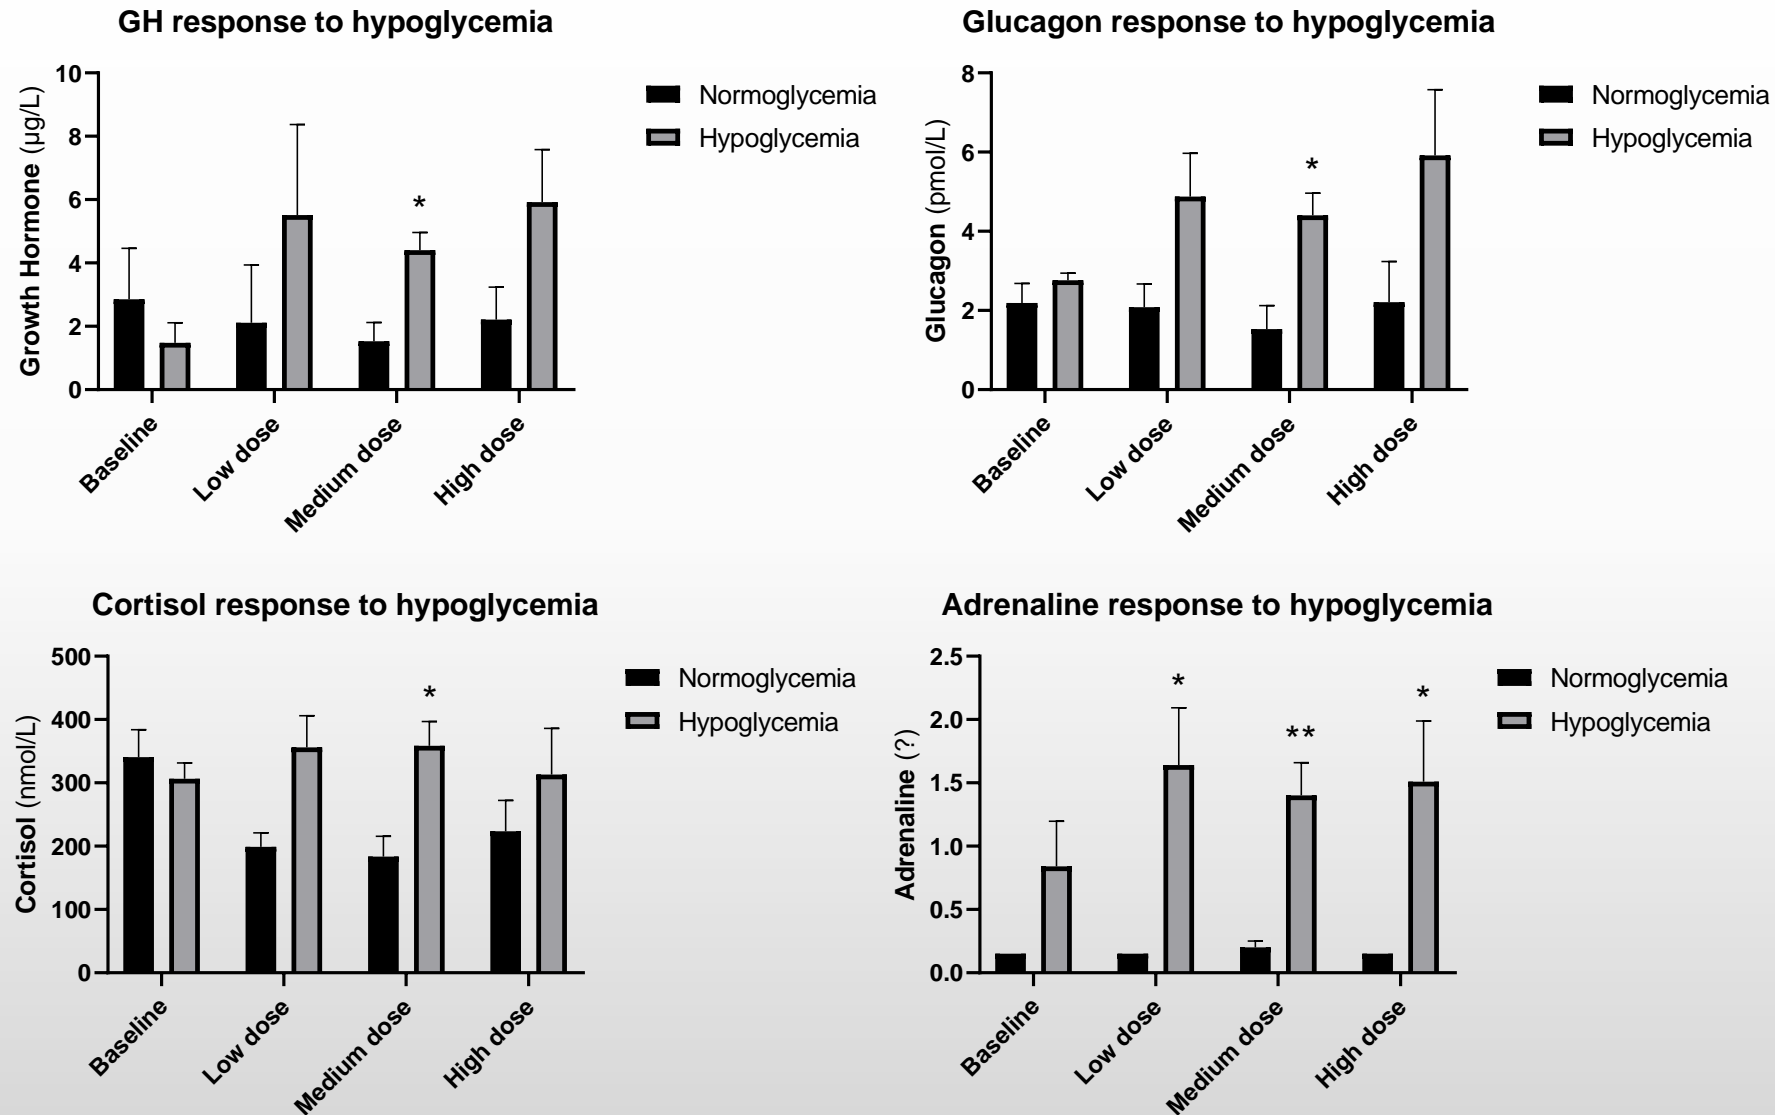 GH response to hypoglycemia
Growth Hormone (µg/L)
10
8
6
4
2
0
*
Baseline
Low dose
Medium dose
High dose
Normoglycemia
Hypoglycemia
Glucagon response to hypoglycemia
Glucagon (pmol/L)
8
6
4
2
0
*
Baseline
Low dose
Medium dose
High dose
Normoglycemia
Hypoglycemia
Cortisol response to hypoglycemia
Cortisol (nmol/L)
500
400
300
200
100
0
*
Baseline
Low dose
Medium dose
High dose
Normoglycemia
Hypoglycemia
Adrenaline response to hypoglycemia
Adrenaline (?)
2.5
2.0
1.5
1.0
0.5
0.0
*
**
*
Baseline
Low dose
Medium dose
High dose
Normoglycemia
Hypoglycemia